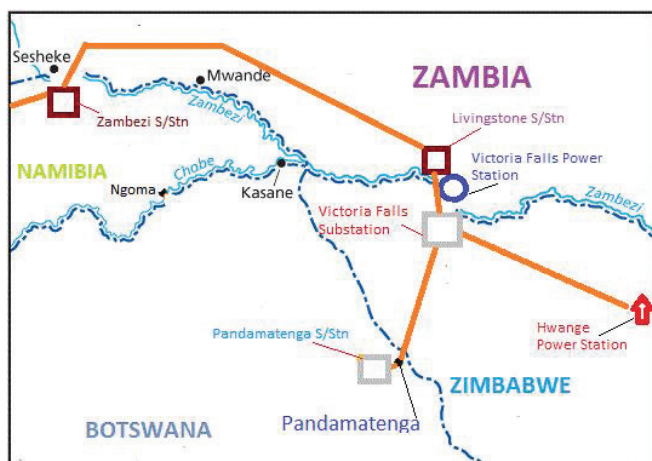 Sesheke
Mwande
ZAMBIA
Zambezi
Zambezi S/Stn
Livingstone S/Stn
NAMIBIA
Chobe
Victoria Falls Power
Station
Ngoma
Kasane
Victoria Falls
Substation
Zambezi
Pandamatenga S/Stn
Hwange
Power Station
ZIMBABWE
Pandamatenga
BOTSWANA